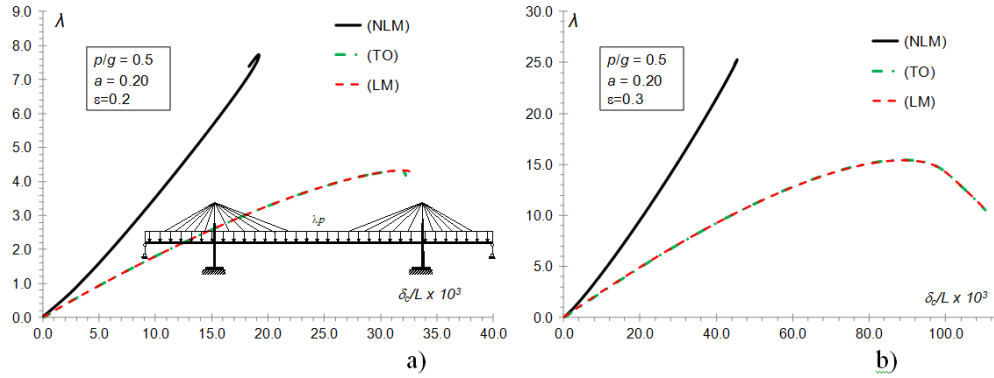 λ
9.0
8.0
7.0
6.0
5.0
4.0
3.0
2.0
1.0
0.0
p/g = 0.5
a = 0.20
ε=0.2
(NLM)
(TO)
(LM)
λ p
δc/L x 10³
0.0 5.0 10.0 15.0 20.0 25.0 30.0 35.0 40.0
a)
λ
30.0
25.0
20.0
15.0
10.0
5.0
0.0
p/g = 0.5
a = 0.20
ε=0.3
(NLM)
(TO)
(LM)
δc/L x 10³
0.0 20.0 40.0 60.0 80.0 100.0
b)